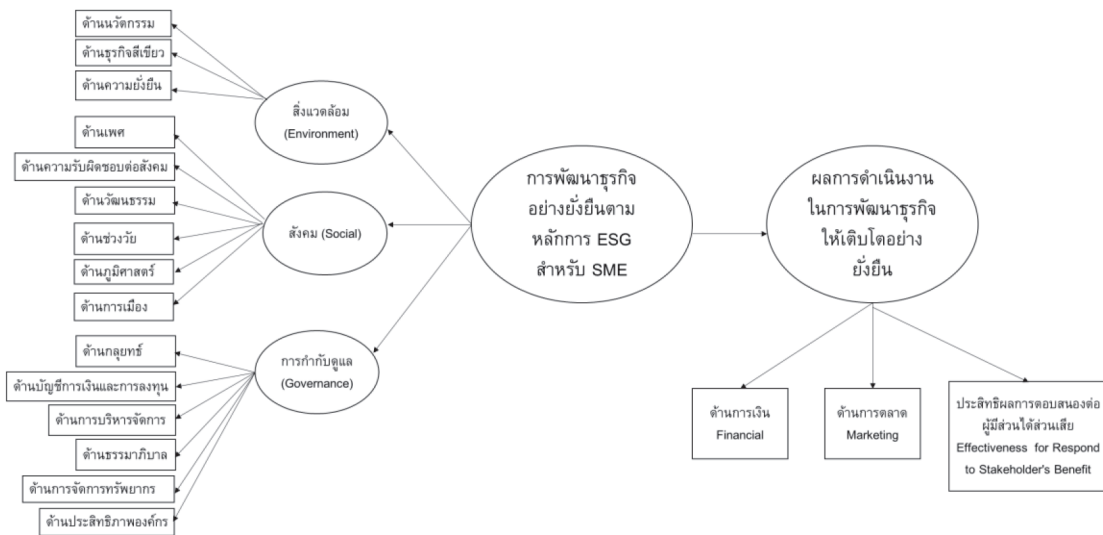 ด้านนวัตกรรม
ด้านธุรกิจสีเขียว
ด้านความยั่งยืน
สิ่งแวดล้อม
(Environment)
ด้านเพศ
ด้านความรับผิดชอบต่อสังคม
ด้านวัฒนธรรม
ด้านช่วงวัย
ด้านภูมิศาสตร์
ด้านการเมือง
สังคม (Social)
ด้านกลุยทธ์
ด้านบัญชีการเงินและการลงทุน
ด้านการบริหารจัดการ
ด้านธรรมาภิบาล
ด้านการจัดการทรัพยากร
ด้านประสิทธิภาพองค์กร
การกำกับดูแล
(Governance)
การพัฒนาธุรกิจ
อย่างยั่งยืนตาม
หลักการ ESG
สำหรับ SME
ผลการดำเนินงาน
ในการพัฒนาธุรกิจ
ให้เติบโตอย่าง
ยั่งยืน
ด้านการเงิน
Financial
ด้านการตลาด
Marketing
ประสิทธิผลการตอบสนองต่อ
ผู้มีส่วนได้ส่วนเสีย
Effectiveness for Respond
to Stakeholder's Benefit